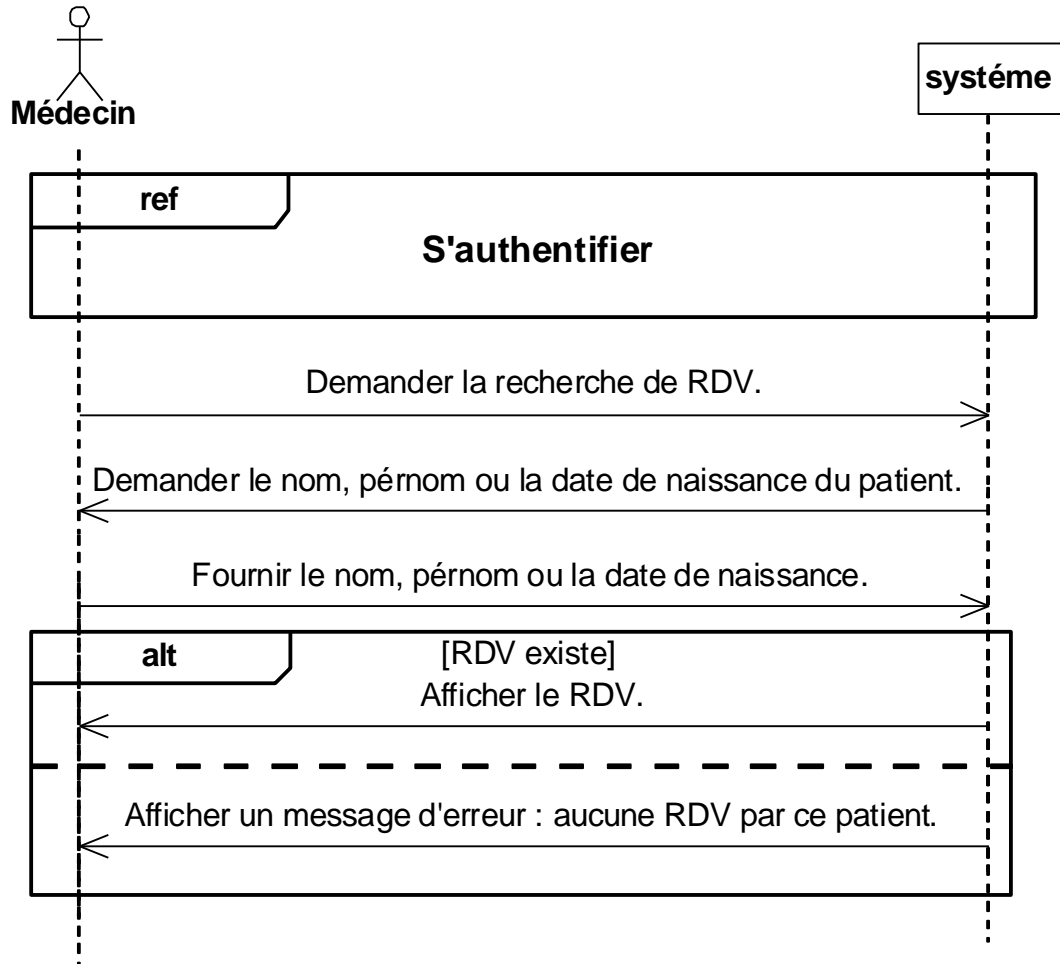 Médecin
systéme
ref
S'authentifier
Demander la recherche de RDV.
Demander le nom, pérnom ou la date de naissance du patient.
Fournir le nom, pérnom ou la date de naissance.
alt
[RDV existe]
Afficher le RDV.
Afficher un message d'erreur : aucune RDV par ce patient.